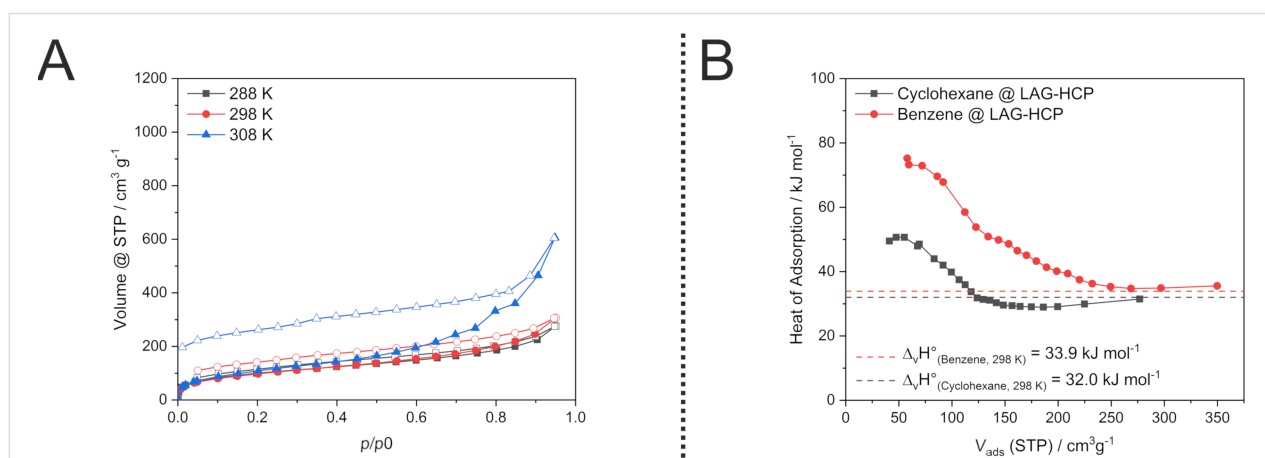 A
Volume @ STP / cm³ g⁻¹
1200
1000
800
600
400
200
0
288 K
298 K
308 K
0.0 0.2 0.4 0.6 0.8 1.0
p/p0
B
Heat of Adsorption / kJ mol⁻¹
100
80
60
40
20
0
Cyclohexane @ LAG-HCP
Benzene @ LAG-HCP
ΔᵥH°(Benzene, 298 K) = 33.9 kJ mol⁻¹
ΔᵥH°(Cyclohexane, 298 K) = 32.0 kJ mol⁻¹
0 50 100 150 200 250 300 350
Vads (STP) / cm³g⁻¹